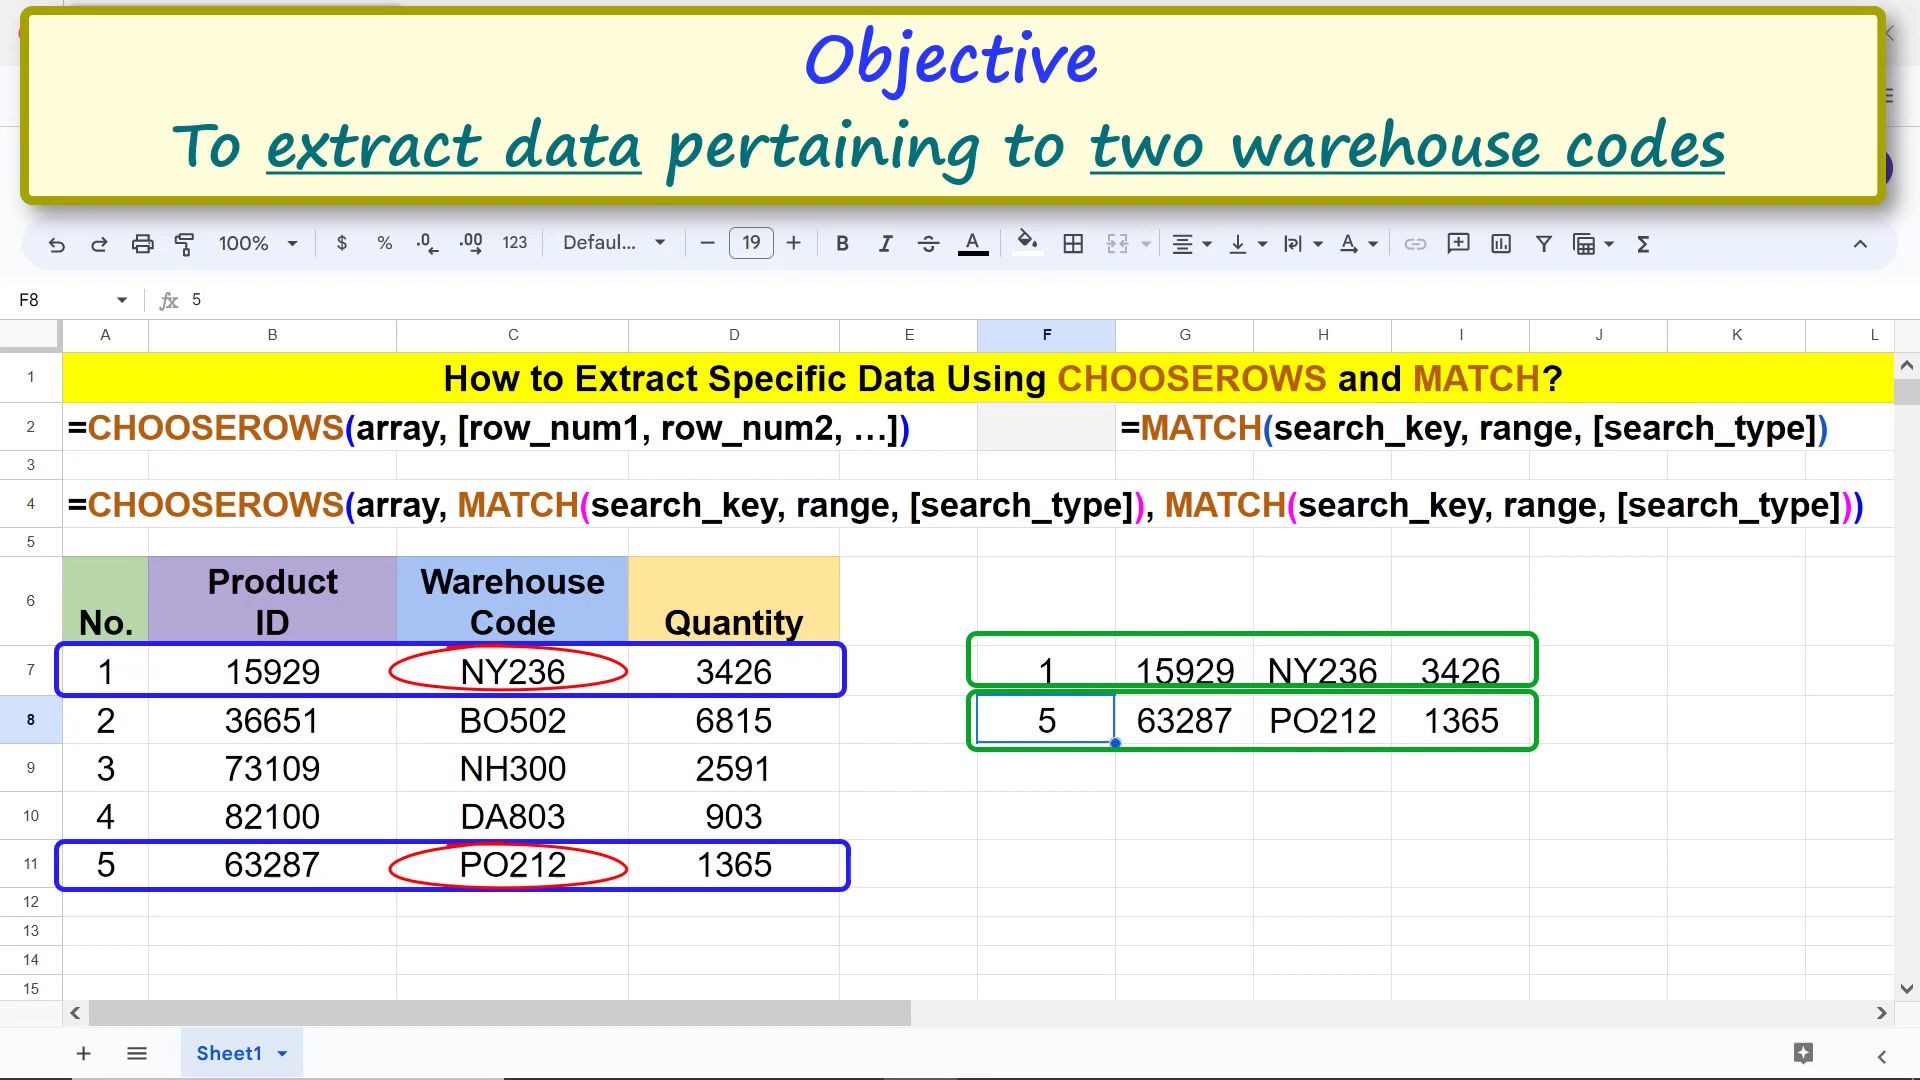 Objective
To extract data pertaining to two warehouse codes
100% $ % .0 .00 123 Defaul... 19 B I A
F8 fx 5
A B C D E F G H I J K L
1 How to Extract Specific Data Using CHOOSEROWS and MATCH?
2 =CHOOSEROWS(array, [row_num1, row_num2, …]) =MATCH(search_key, range, [search_type])
3
4 =CHOOSEROWS(array, MATCH(search_key, range, [search_type]), MATCH(search_key, range, [search_type]))
5
Product Warehouse
6
No. ID Code Quantity
7 1 15929 NY236 3426 1 15929 NY236 3426
8 2 36651 BO502 6815 5 63287 PO212 1365
9 3 73109 NH300 2591
10 4 82100 DA803 903
11 5 63287 PO212 1365
12
13
14
15
Sheet1